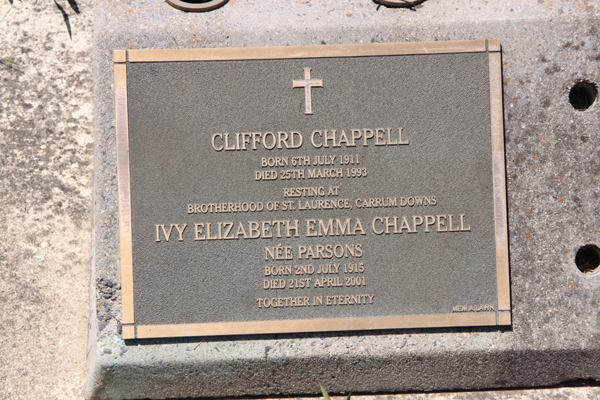 CLIFFORD CHAPPELL
BORN 6TH JULY 1911
DIED 25TH MARCH 1993
RESTING AT
BROTHERHOOD OF ST. LAURENCE, CARRUM DOWNS
IVY ELIZABETH EMMA CHAPPELL
NÉE PARSONS
BORN 2ND JULY 1915
DIED 21ST APRIL 2001
TOGETHER IN ETERNITY